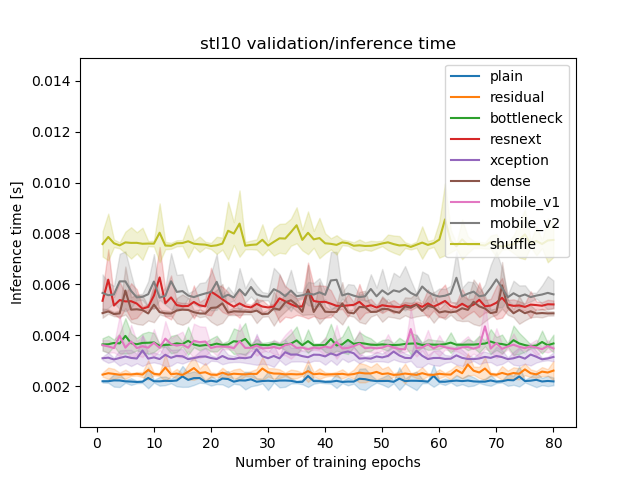 stl10 validation/inference time
Inference time [s]
0.014
0.012
0.010
0.008
0.006
0.004
0.002
plain
residual
bottleneck
resnext
xception
dense
mobile_v1
mobile_v2
shuffle
0 10 20 30 40 50 60 70 80
Number of training epochs